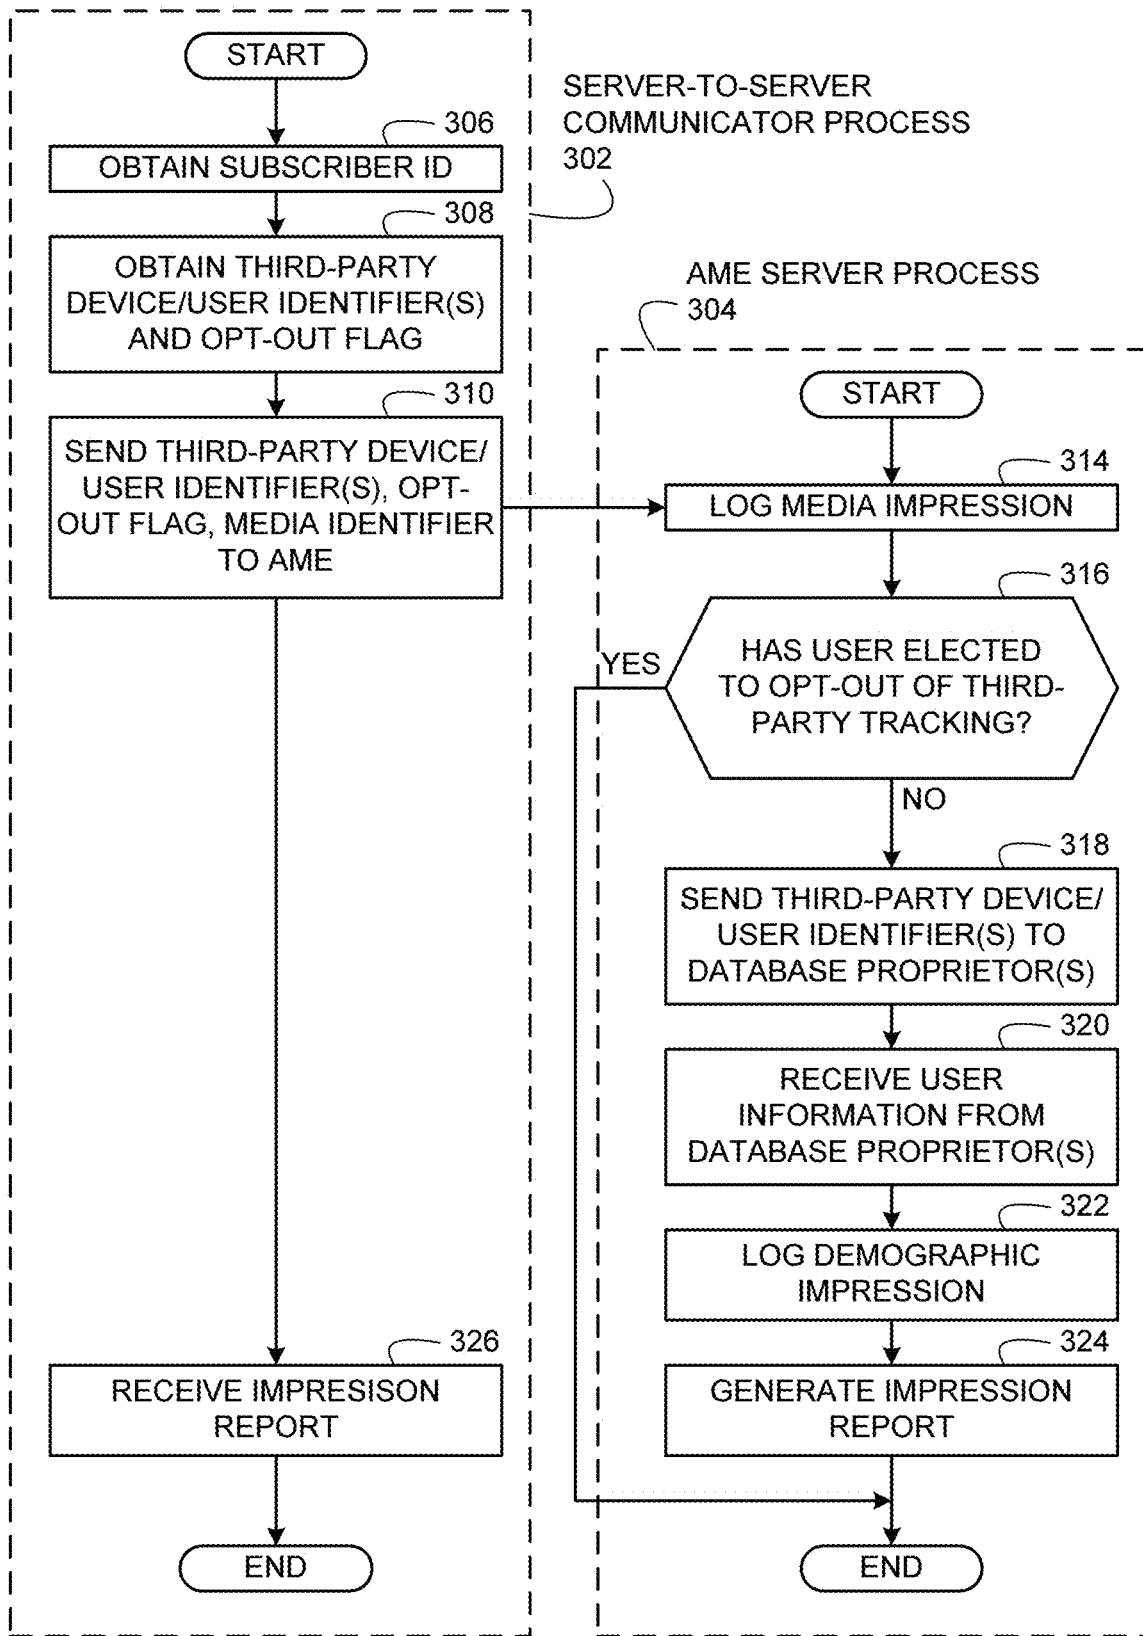 START
306
OBTAIN SUBSCRIBER ID
308
OBTAIN THIRD-PARTY
DEVICE/USER IDENTIFIER(S)
AND OPT-OUT FLAG
310
SEND THIRD-PARTY DEVICE/
USER IDENTIFIER(S), OPT-
OUT FLAG, MEDIA IDENTIFIER
TO AME
326
RECEIVE IMPRESISON
REPORT
END
SERVER-TO-SERVER
COMMUNICATOR PROCESS
302
AME SERVER PROCESS
304
START
314
LOG MEDIA IMPRESSION
316
HAS USER ELECTED
TO OPT-OUT OF THIRD-
PARTY TRACKING?
YES
NO
318
SEND THIRD-PARTY DEVICE/
USER IDENTIFIER(S) TO
DATABASE PROPRIETOR(S)
320
RECEIVE USER
INFORMATION FROM
DATABASE PROPRIETOR(S)
322
LOG DEMOGRAPHIC
IMPRESSION
324
GENERATE IMPRESSION
REPORT
END